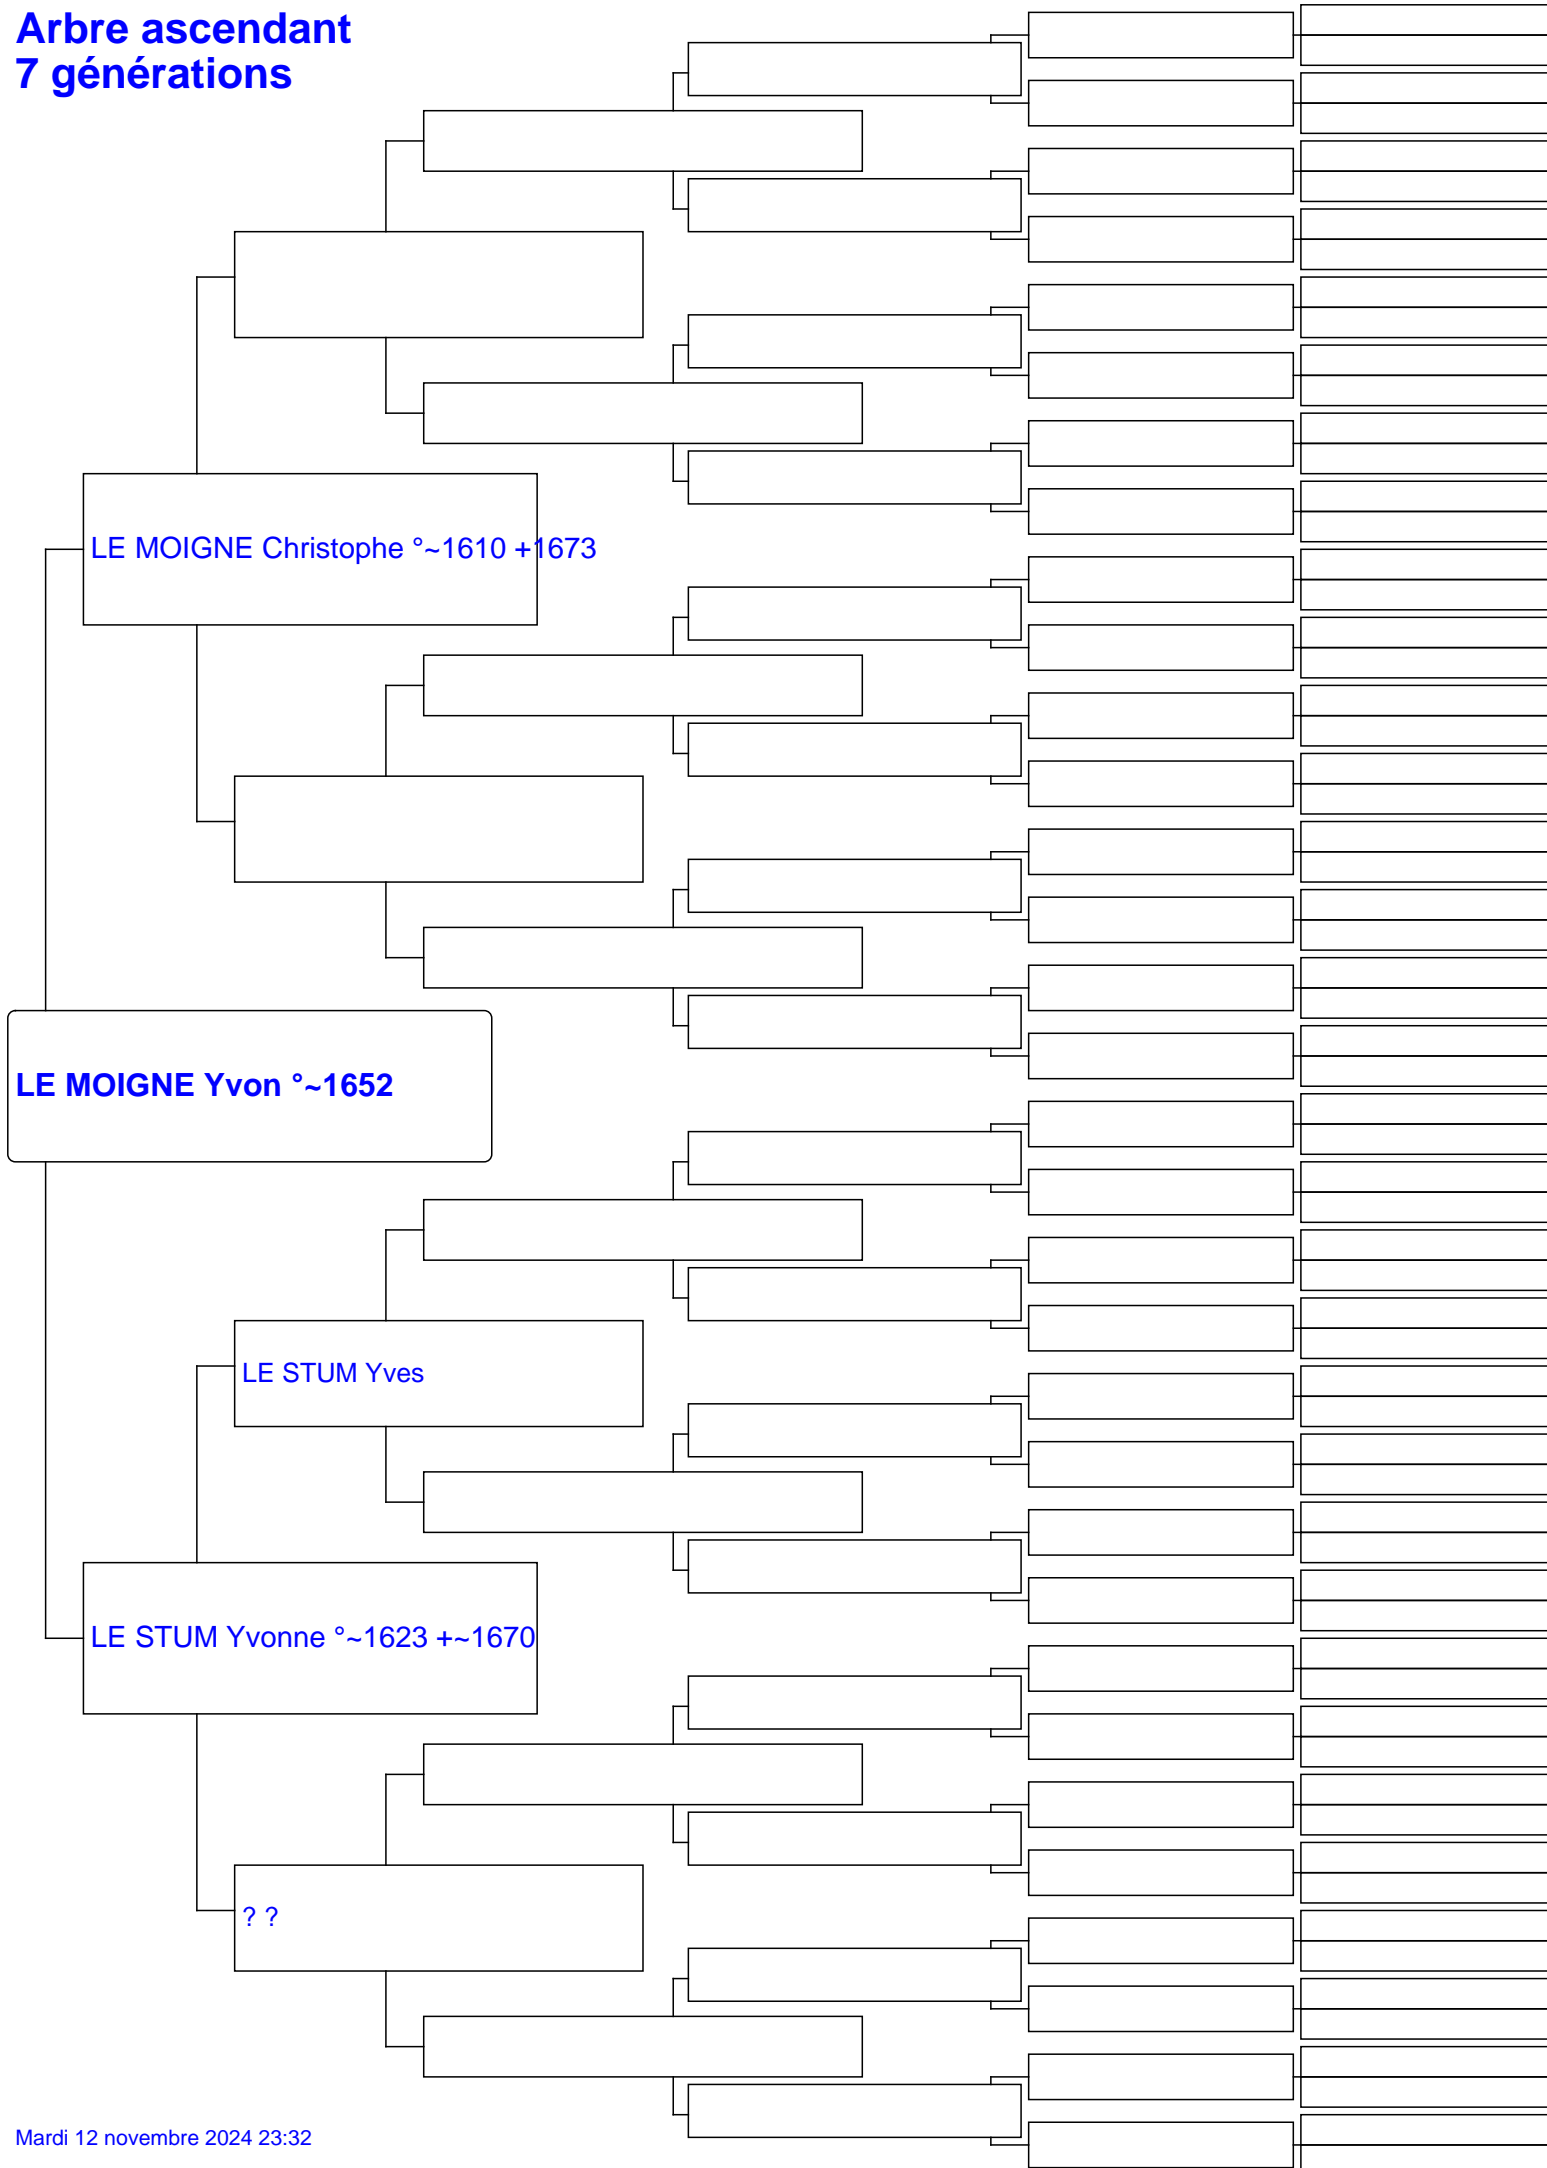 Arbre ascendant
7 générations
LE MOIGNE Christophe °~1610 +1673
LE MOIGNE Yvon °~1652
LE STUM Yves
LE STUM Yvonne °~1623 +~1670
? ?
Mardi 12 novembre 2024 23:32